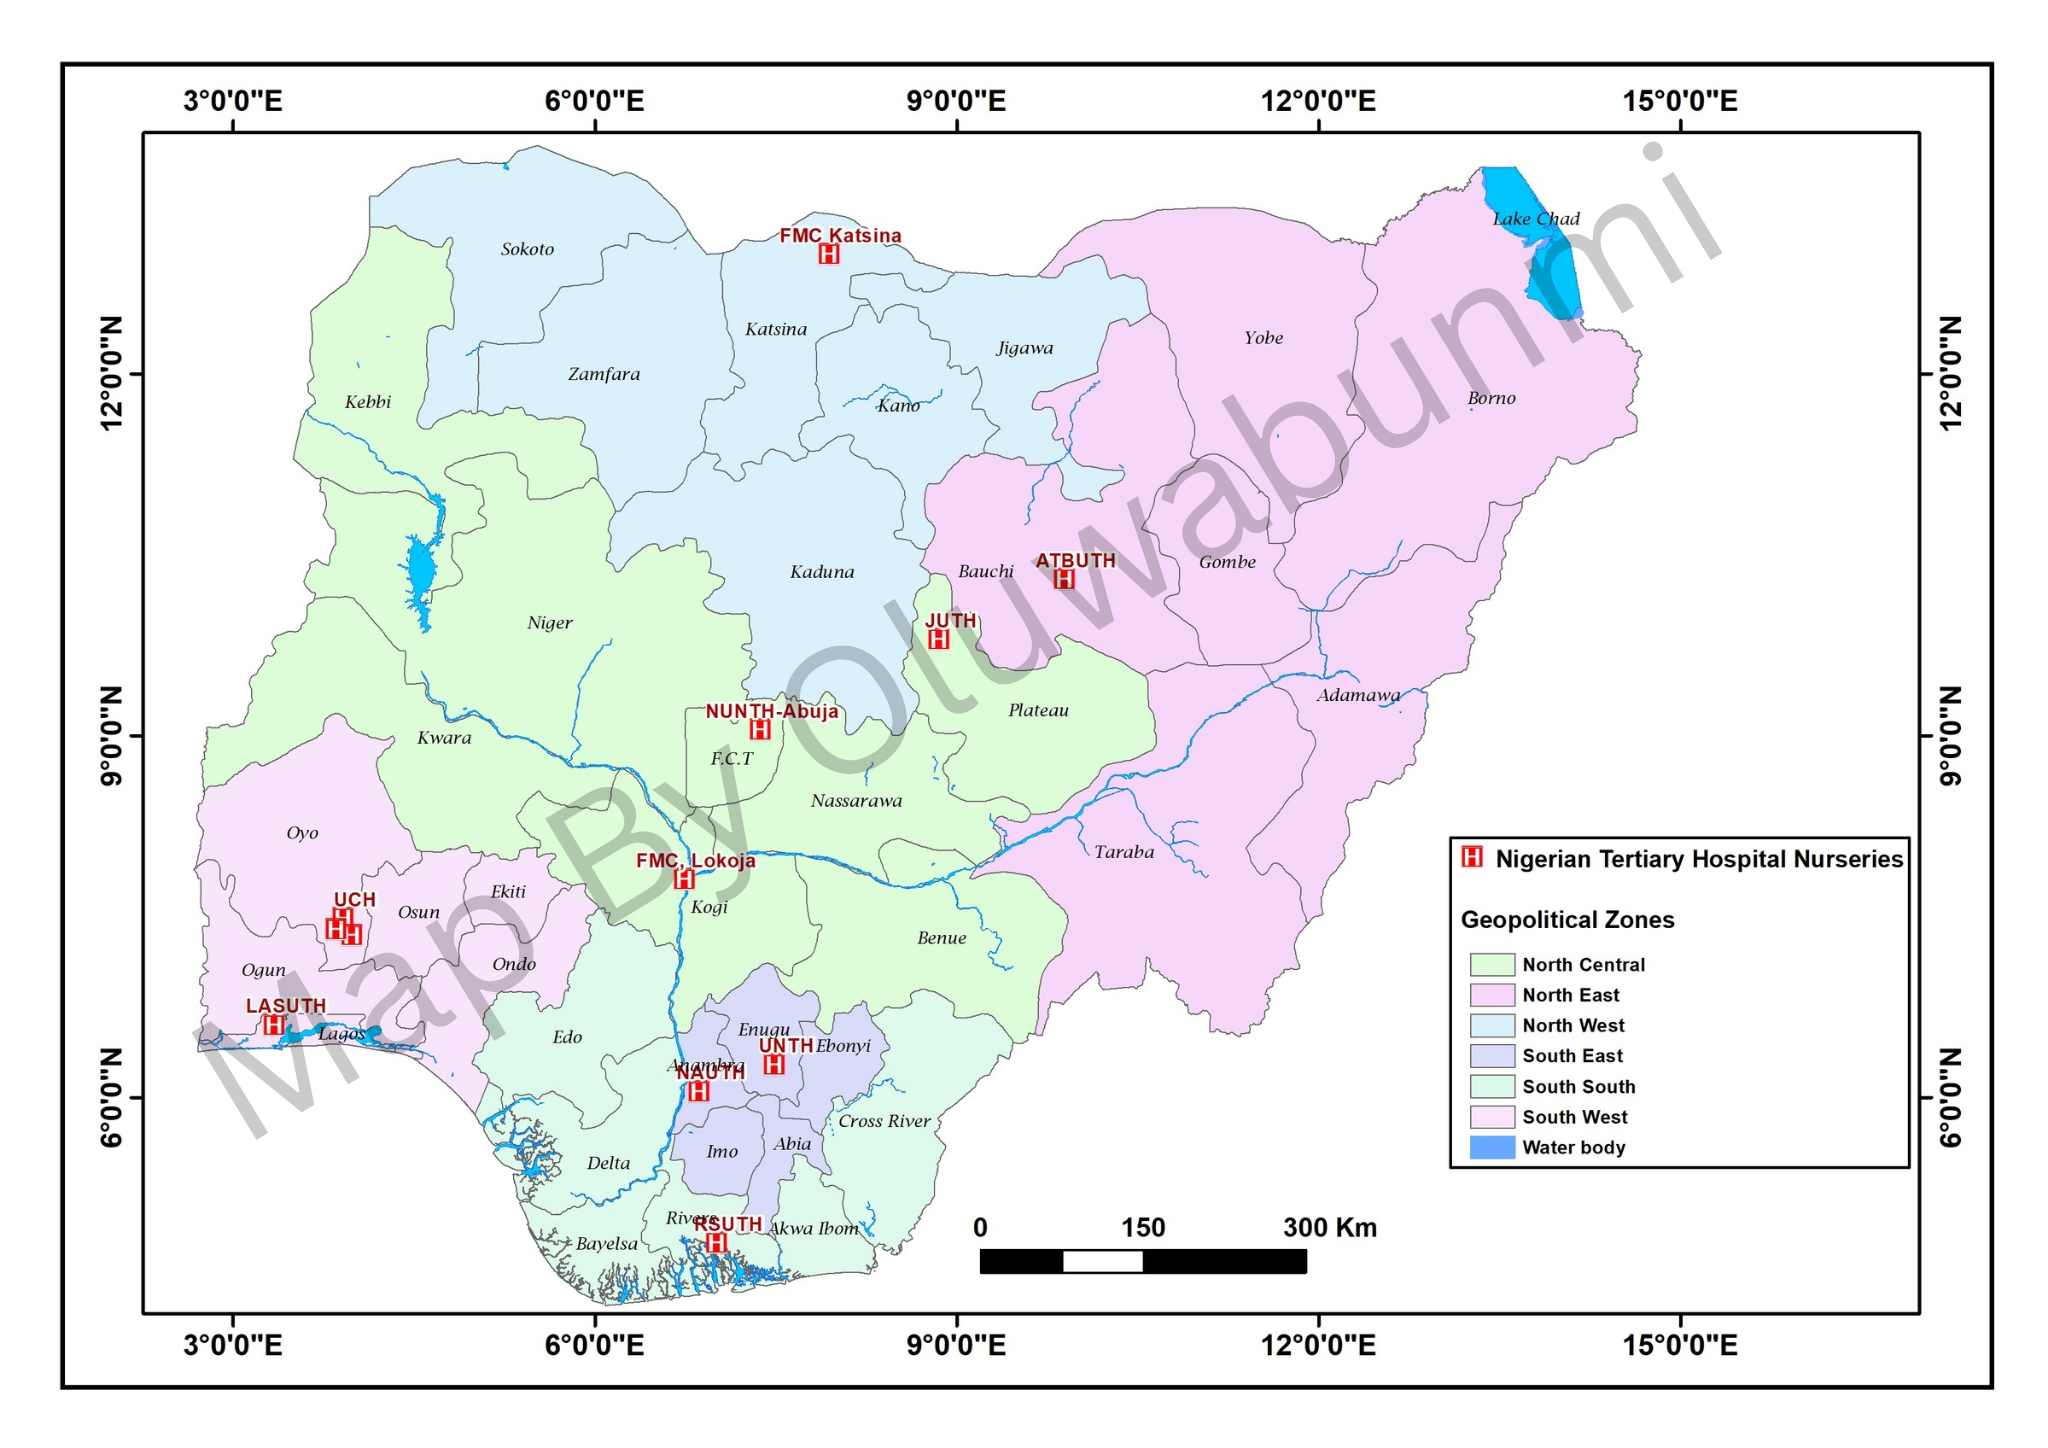 3°0'0"E 6°0'0"E 9°0'0"E 12°0'0"E 15°0'0"E
Lake Chad
FMC Katsina
Sokoto
Katsina
Yobe
Jigawa
12°0'0"N 12°0'0"N
Zamfara
Kebbi
Kano
Borno
ATBUTH
Kaduna
Bauchi
Gombe
JUTH
Niger
Adamawa
NUNTH-Abuja
Plateau
9°0'0"N 9°0'0"N
Kwara
F.C.T
Nassarawa
Oyo
Taraba
FMC, Lokoja
Ekiti
UCH
Osun
Kogi
Benue
Ondo
Ogun
LASUTH
Lagos
Edo
Enugu
UNTH
Ebonyi
Anambra
NAUTH
6°0'0"N 6°0'0"N
Cross River
Abia
Imo
Delta
Rivers
RSUTH
Akwa Ibom
Bayelsa
Map By Oluwabunmi
Nigerian Tertiary Hospital Nurseries
Geopolitical Zones
North Central
North East
North West
South East
South South
South West
Water body
0 150 300 Km
3°0'0"E 6°0'0"E 9°0'0"E 12°0'0"E 15°0'0"E